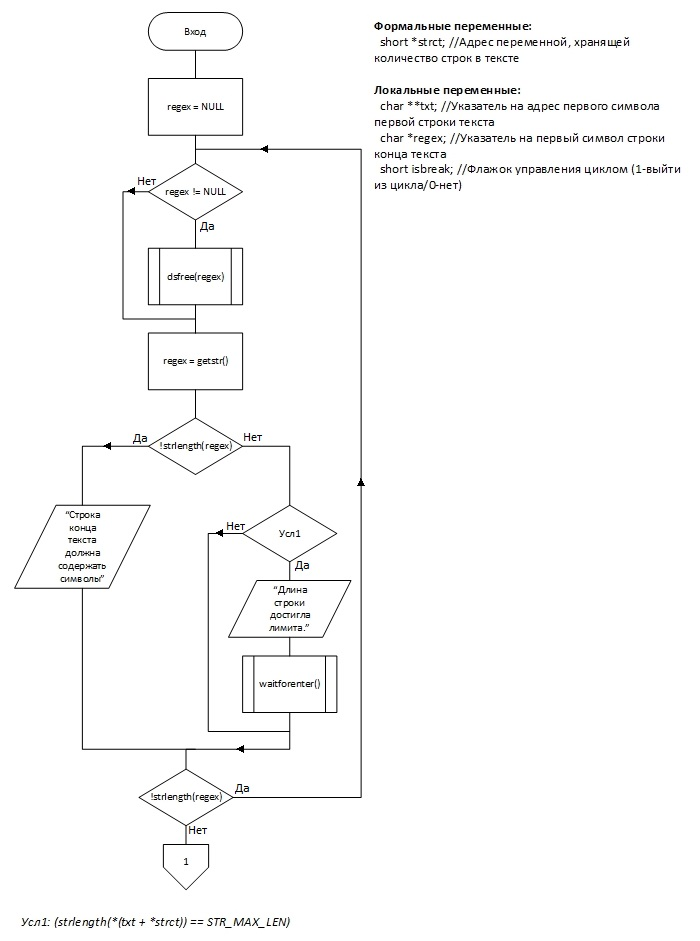 Вход
Формальные переменные:
short *strct; //Адрес переменной, хранящей
количество строк в тексте
Локальные переменные:
char **txt; //Указатель на адрес первого символа
первой строки текста
char *regex; //Указатель на первый символ строки
конца текста
short isbreak; //Флажок управления циклом (1-выйти
из цикла/0-нет)
regex = NULL
Нет
regex != NULL
Да
dsfree(regex)
regex = getstr()
Да
!strlength(regex)
Нет
“Строка
конца
текста
должна
содержать
символы”
Нет
Усл1
Да
“Длина
строки
достигла
лимита.”
waitforenter()
!strlength(regex)
Да
Нет
1
Усл1: (strlength(*(txt + *strct)) == STR_MAX_LEN)